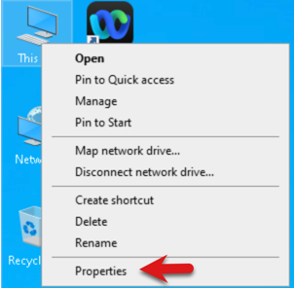 This
Open
Pin to Quick access
Manage
Pin to Start
Map network drive...
Disconnect network drive...
Netw
Create shortcut
Delete
Rename
Recycl
Properties